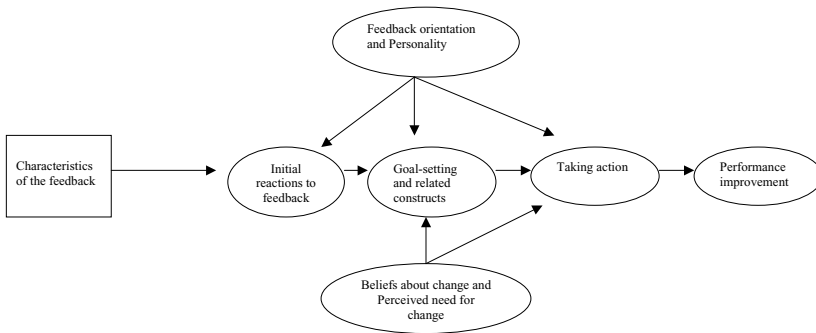 Feedback orientation
and Personality
Characteristics
of the feedback
Initial
reactions to
feedback
Goal-setting
and related
constructs
Taking action
Performance
improvement
Beliefs about change and
Perceived need for
change